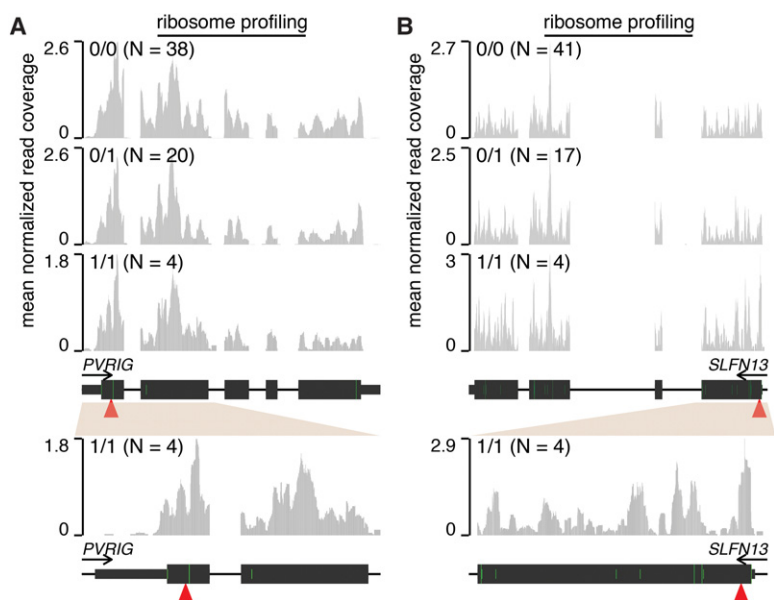 A
ribosome profiling
mean normalized read coverage
2.6
0/0 (N = 38)
0
2.6
0/1 (N = 20)
0
1.8
1/1 (N = 4)
0
PVRIG
1.8
1/1 (N = 4)
0
PVRIG
B
ribosome profiling
mean normalized read coverage
2.7
0/0 (N = 41)
0
2.5
0/1 (N = 17)
0
3
1/1 (N = 4)
0
SLFN13
2.9
1/1 (N = 4)
0
SLFN13